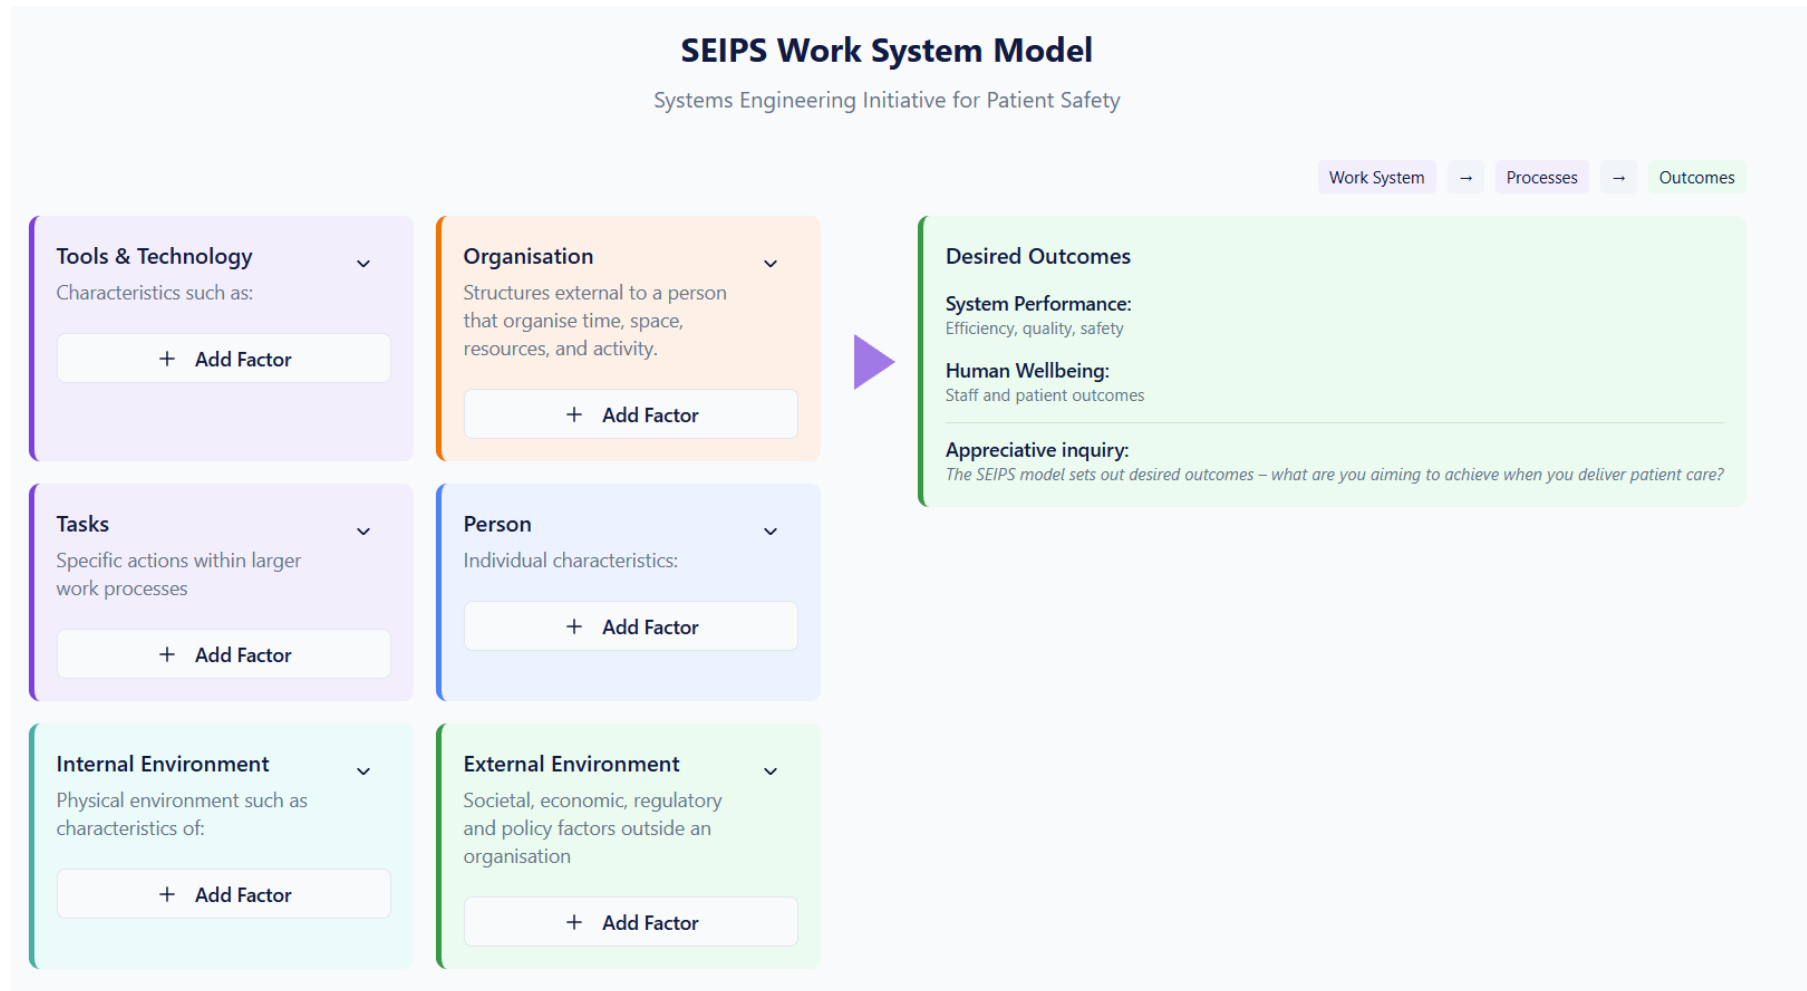 SEIPS Work System Model
Systems Engineering Initiative for Patient Safety
Work System → Processes → Outcomes
Tools & Technology
Characteristics such as:
+ Add Factor
Organisation
Structures external to a person
that organise time, space,
resources, and activity.
+ Add Factor
Desired Outcomes
System Performance:
Efficiency, quality, safety
Human Wellbeing:
Staff and patient outcomes
Appreciative inquiry:
The SEIPS model sets out desired outcomes – what are you aiming to achieve when you deliver patient care?
Tasks
Specific actions within larger
work processes
+ Add Factor
Person
Individual characteristics:
+ Add Factor
Internal Environment
Physical environment such as
characteristics of:
+ Add Factor
External Environment
Societal, economic, regulatory
and policy factors outside an
organisation
+ Add Factor